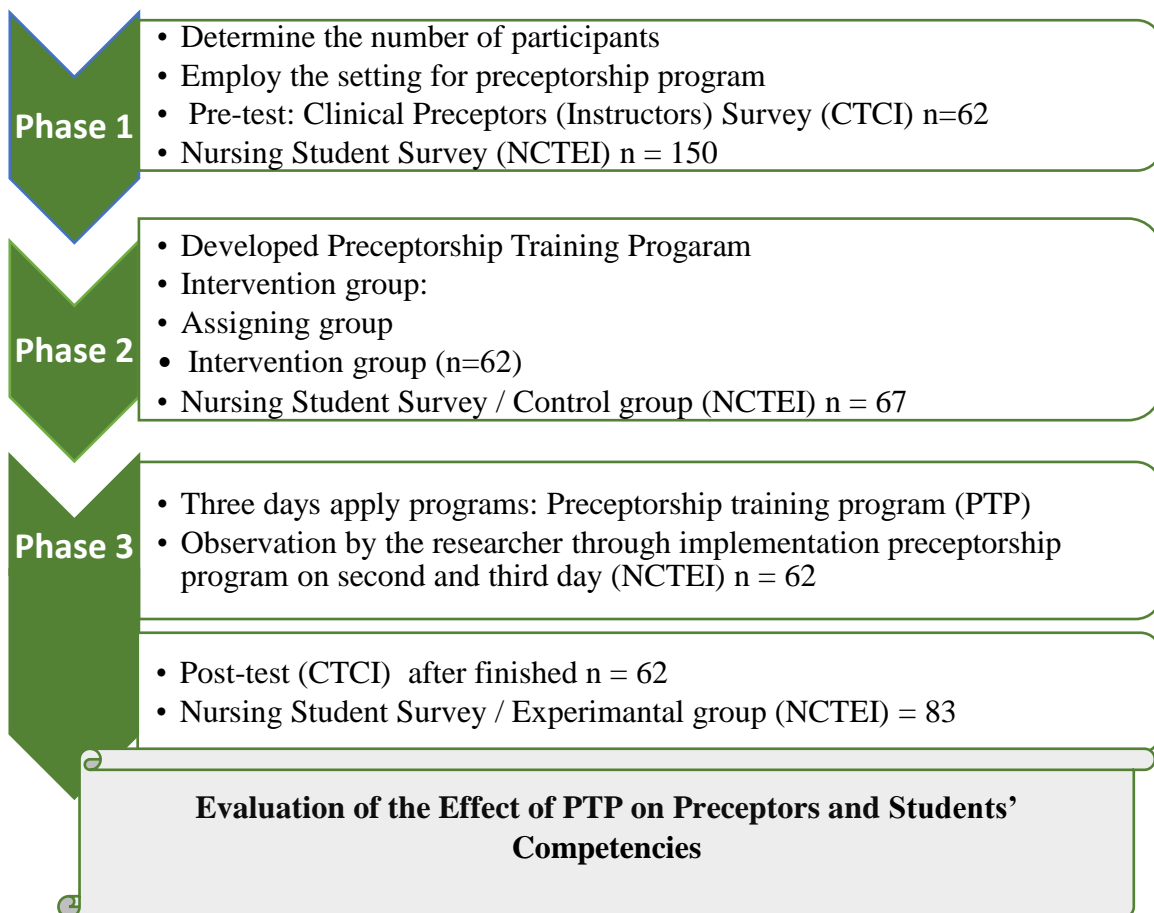 Phase 1
• Determine the number of participants
• Employ the setting for preceptorship program
• Pre-test: Clinical Preceptors (Instructors) Survey (CTCI) n=62
• Nursing Student Survey (NCTEI) n = 150
Phase 2
• Developed Preceptorship Training Progaram
• Intervention group:
• Assigning group
• Intervention group (n=62)
• Nursing Student Survey / Control group (NCTEI) n = 67
Phase 3
• Three days apply programs: Preceptorship training program (PTP)
• Observation by the researcher through implementation preceptorship
program on second and third day (NCTEI) n = 62
• Post-test (CTCI) after finished n = 62
• Nursing Student Survey / Experimantal group (NCTEI) = 83
Evaluation of the Effect of PTP on Preceptors and Students’
Competencies